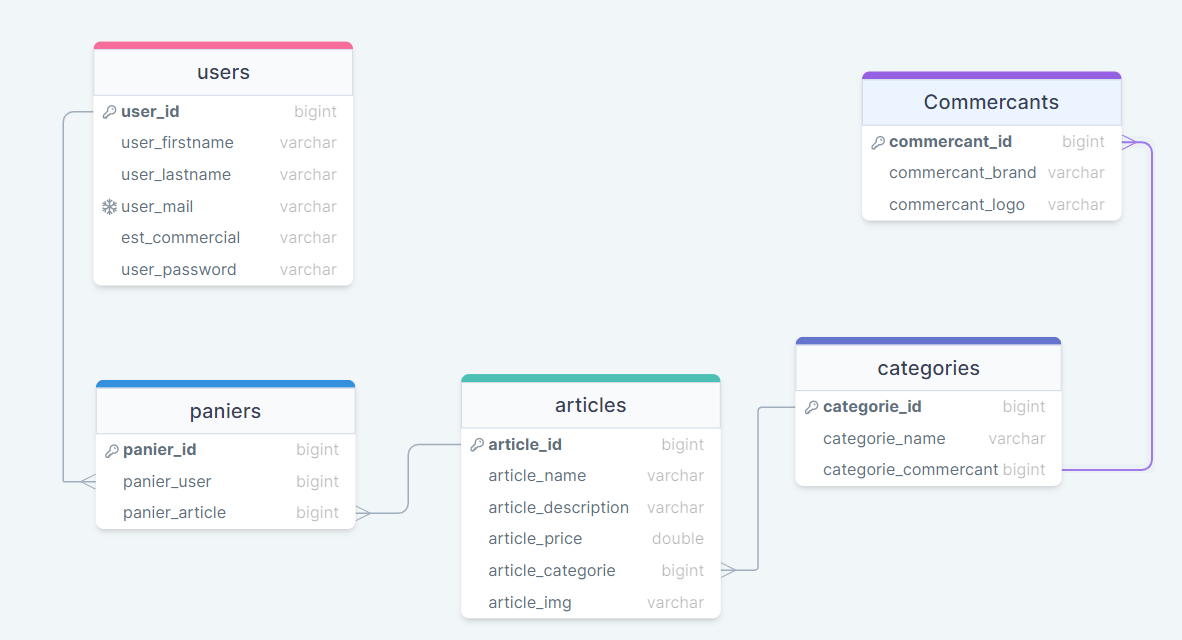 users
user_id bigint
user_firstname varchar
user_lastname varchar
user_mail varchar
est_commercial varchar
user_password varchar
Commercants
commercant_id bigint
commercant_brand varchar
commercant_logo varchar
paniers
panier_id bigint
panier_user bigint
panier_article bigint
articles
article_id bigint
article_name varchar
article_description varchar
article_price double
article_categorie bigint
article_img varchar
categories
categorie_id bigint
categorie_name varchar
categorie_commercant bigint